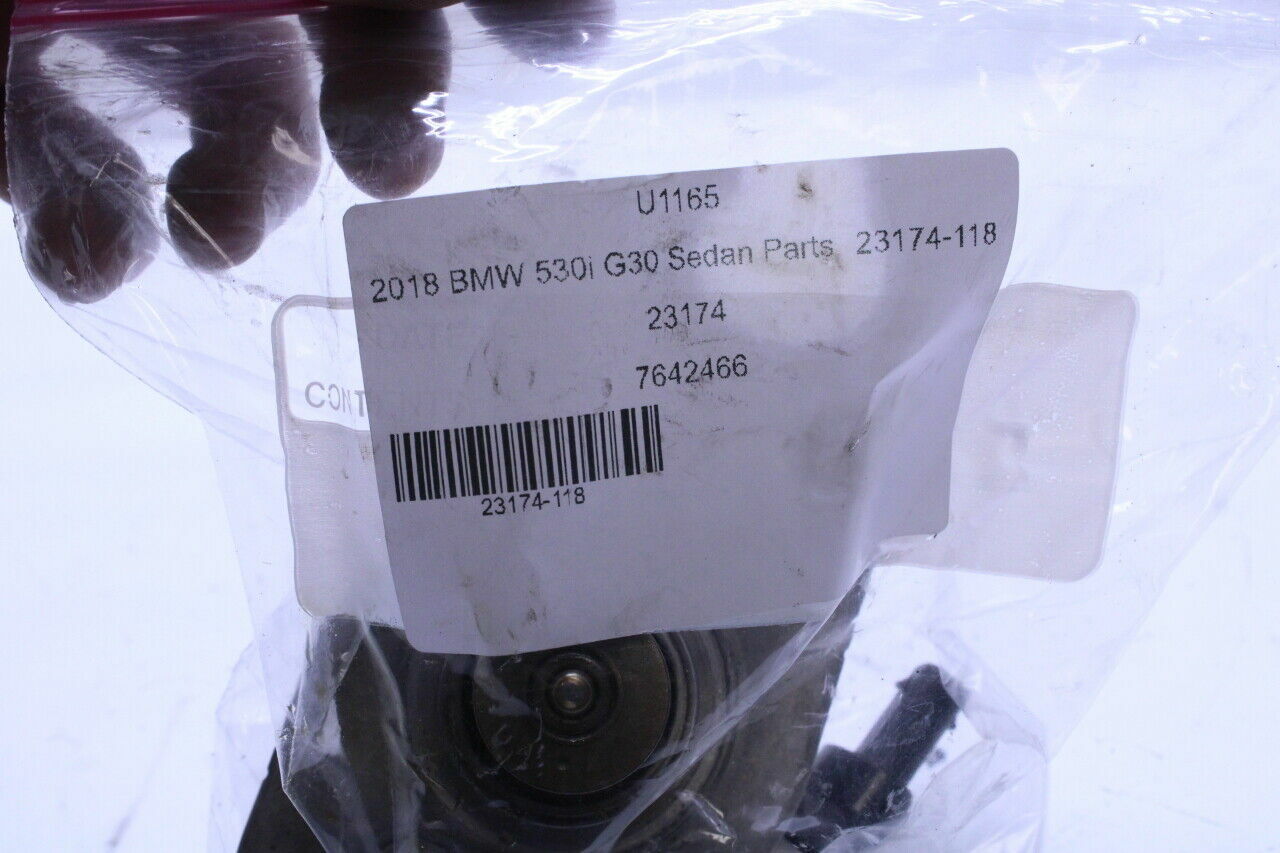 U1165
2018 BMW 530i G30 Sedan Parts 23174-118
23174
7642466
CONT
23174-118